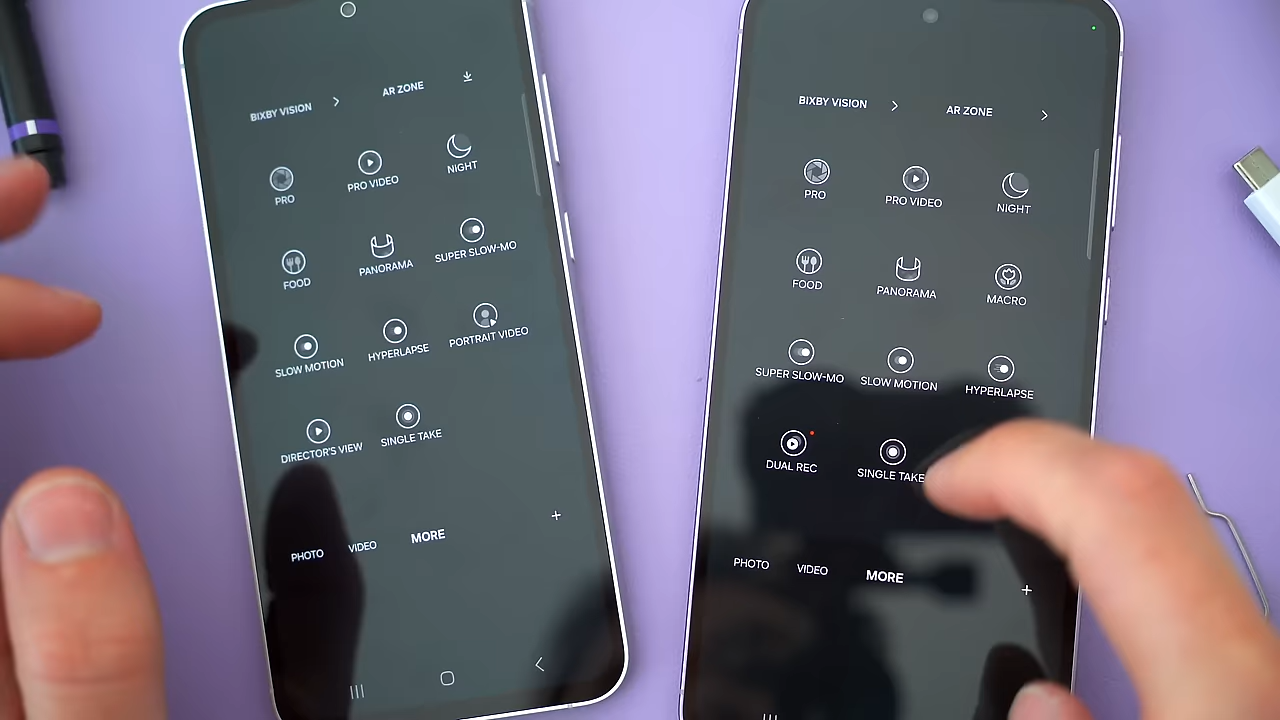 BIXBY VISION
AR ZONE
PRO
PRO VIDEO
NIGHT
FOOD
PANORAMA
SUPER SLOW-MO
SLOW MOTION
HYPERLAPSE
PORTRAIT VIDEO
DIRECTOR'S VIEW
SINGLE TAKE
PHOTO
VIDEO
MORE
BIXBY VISION
AR ZONE
PRO
PRO VIDEO
NIGHT
FOOD
PANORAMA
MACRO
SUPER SLOW-MO
SLOW MOTION
HYPERLAPSE
DUAL REC
SINGLE TAKE
PHOTO
VIDEO
MORE